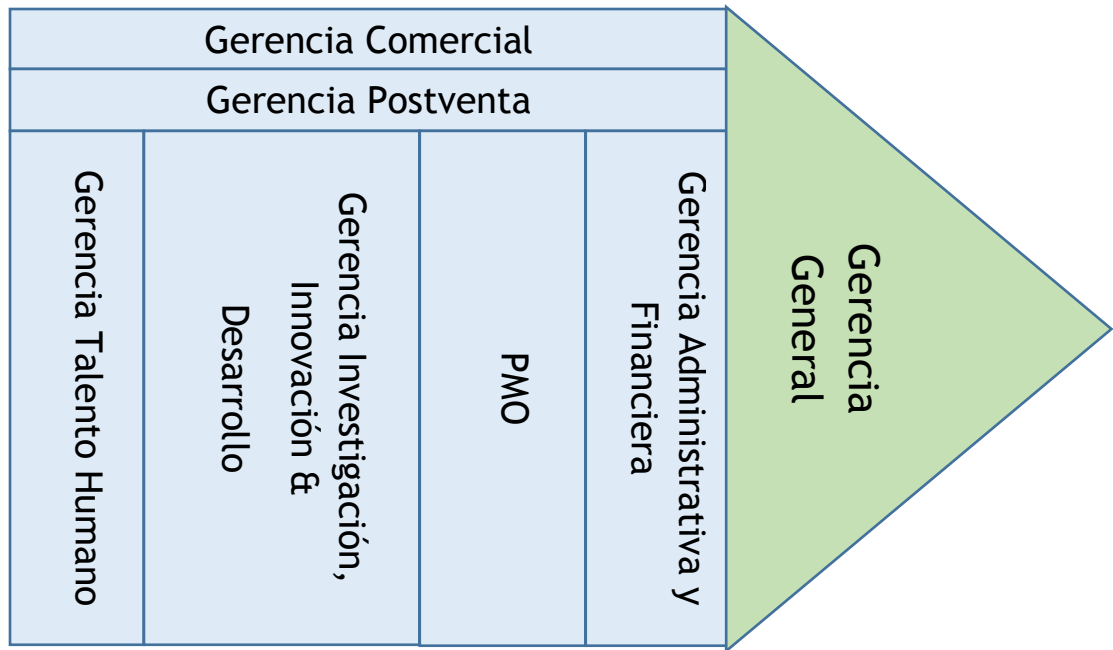 Gerencia Comercial
Gerencia Postventa
Gerencia Talento Humano
Gerencia Investigación,
Innovación &
Desarrollo
PMO
Gerencia Administrativa y
Financiera
Gerencia
General